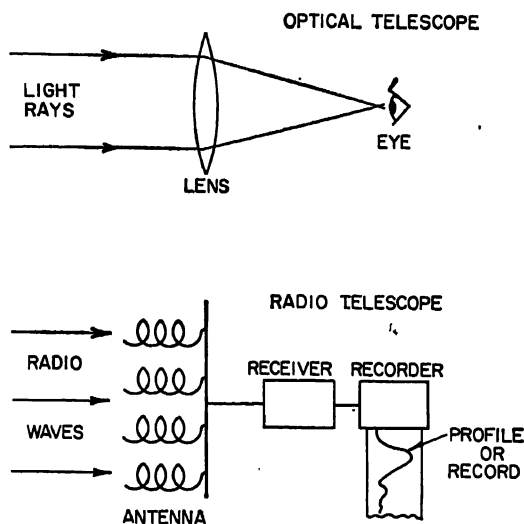 OPTICAL TELESCOPE
LIGHT
RAYS
EYE
LENS
RADIO TELESCOPE
RADIO
RECEIVER
RECORDER
WAVES
PROFILE
OR
RECORD
ANTENNA